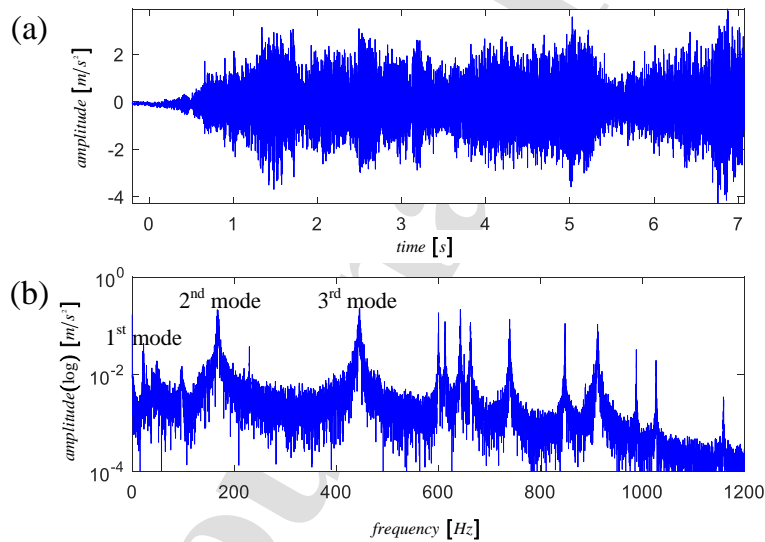 (a)
amplitude [m/s²]
2
0
-2
-4
0 1 2 3 4 5 6 7
time [s]
(b)
amplitude(log) [m/s²]
10⁰
10⁻²
10⁻⁴
1ˢᵗ mode
2ⁿᵈ mode
3ʳᵈ mode
0 200 400 600 800 1000 1200
frequency [Hz]